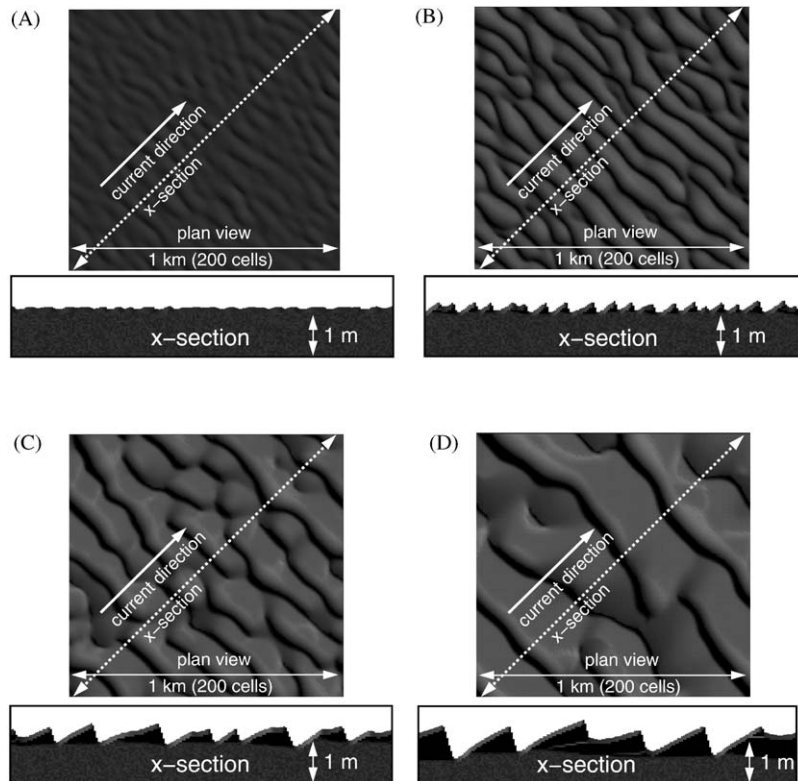 (A)
current direction
x-section
plan view
1 km (200 cells)
x-section
1 m
(B)
current direction
x-section
plan view
1 km (200 cells)
x-section
1 m
(C)
current direction
x-section
plan view
1 km (200 cells)
x-section
1 m
(D)
current direction
x-section
plan view
1 km (200 cells)
x-section
1 m